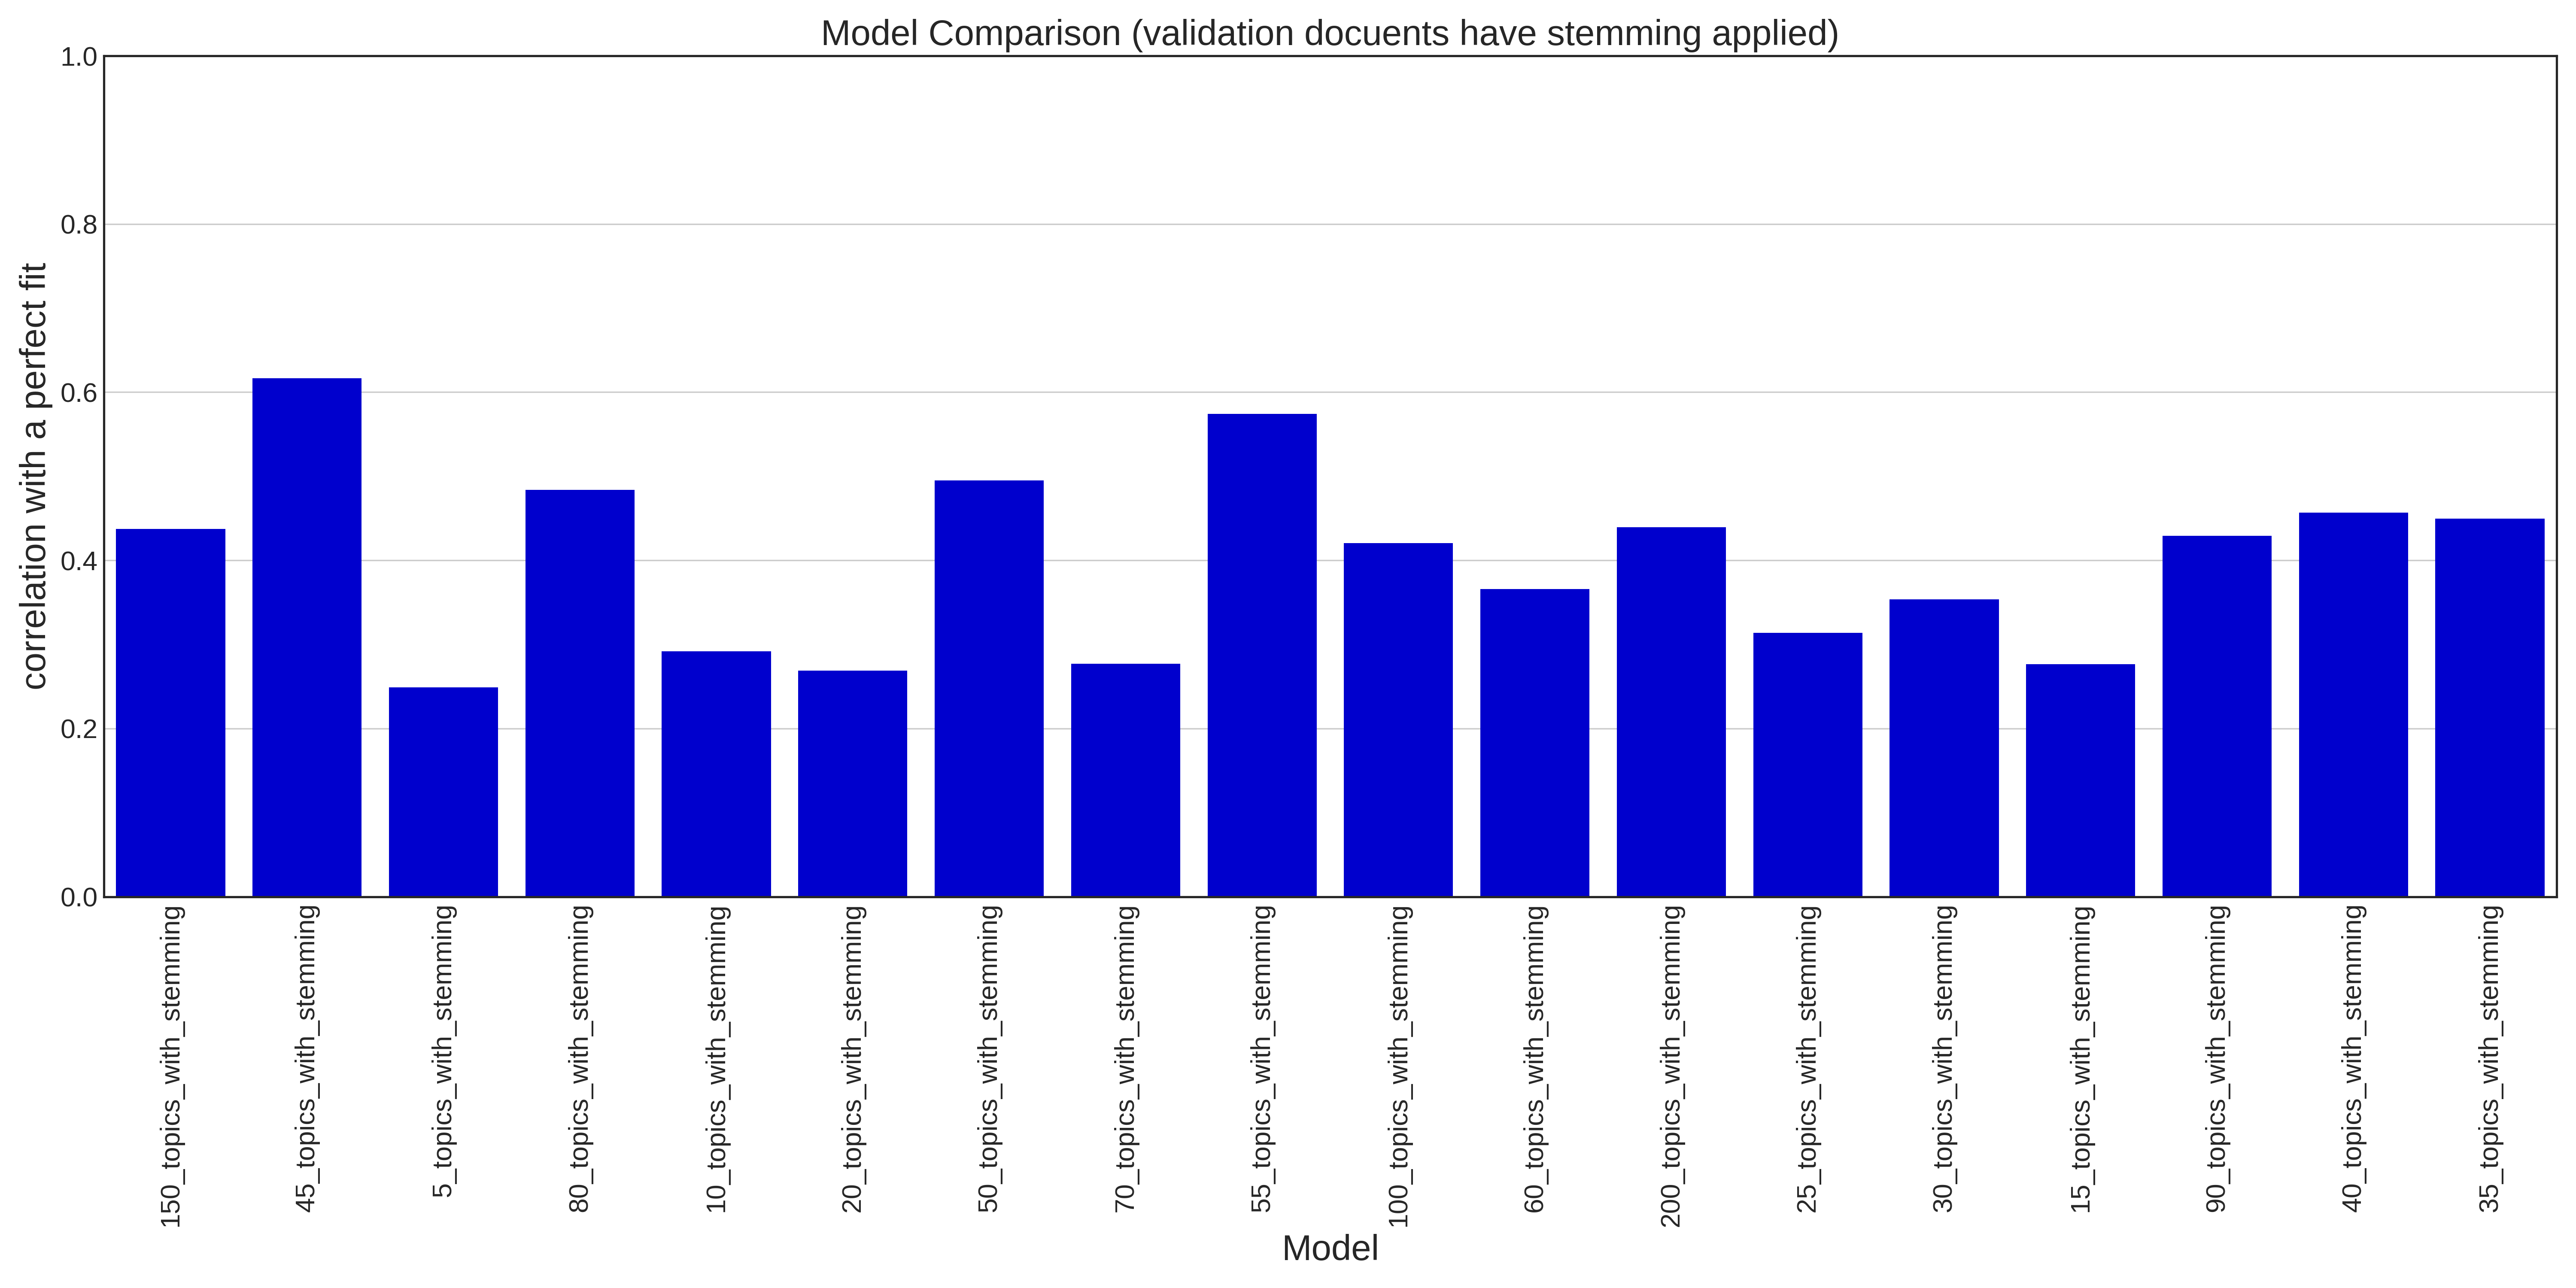 Model Comparison (validation docuents have stemming applied)
correlation with a perfect fit
1.0
0.8
0.6
0.4
0.2
0.0
150_topics_with_stemming
45_topics_with_stemming
5_topics_with_stemming
80_topics_with_stemming
10_topics_with_stemming
20_topics_with_stemming
50_topics_with_stemming
70_topics_with_stemming
55_topics_with_stemming
100_topics_with_stemming
60_topics_with_stemming
200_topics_with_stemming
25_topics_with_stemming
30_topics_with_stemming
15_topics_with_stemming
90_topics_with_stemming
40_topics_with_stemming
35_topics_with_stemming
Model